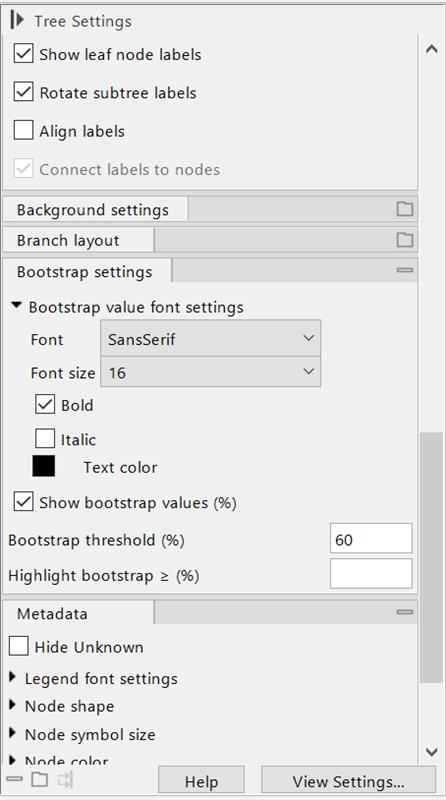 Tree Settings
Show leaf node labels
Rotate subtree labels
Align labels
Connect labels to nodes
Background settings
Branch layout
Bootstrap settings
Bootstrap value font settings
Font SansSerif
Font size 16
Bold
Italic
Text color
Show bootstrap values (%)
Bootstrap threshold (%) 60
Highlight bootstrap ≥ (%)
Metadata
Hide Unknown
Legend font settings
Node shape
Node symbol size
Node color
Help View Settings...